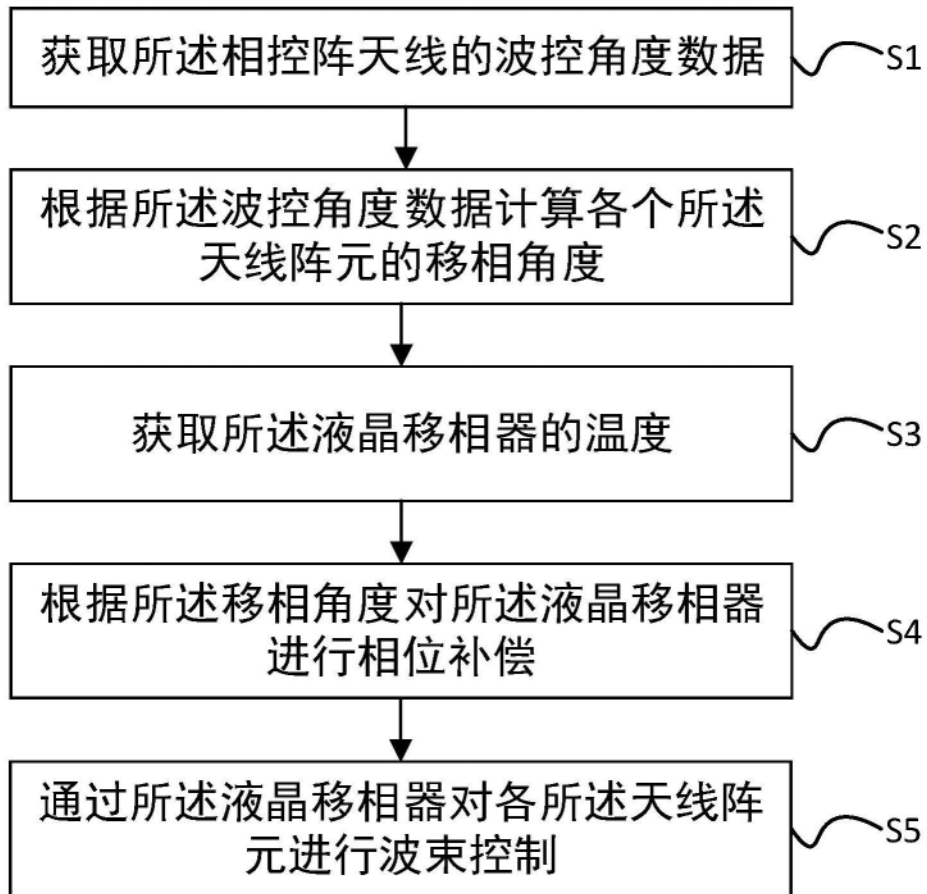 获取所述相控阵天线的波控角度数据
S1
根据所述波控角度数据计算各个所述
天线阵元的移相角度
S2
获取所述液晶移相器的温度
S3
根据所述移相角度对所述液晶移相器
进行相位补偿
S4
通过所述液晶移相器对各所述天线阵
元进行波束控制
S5